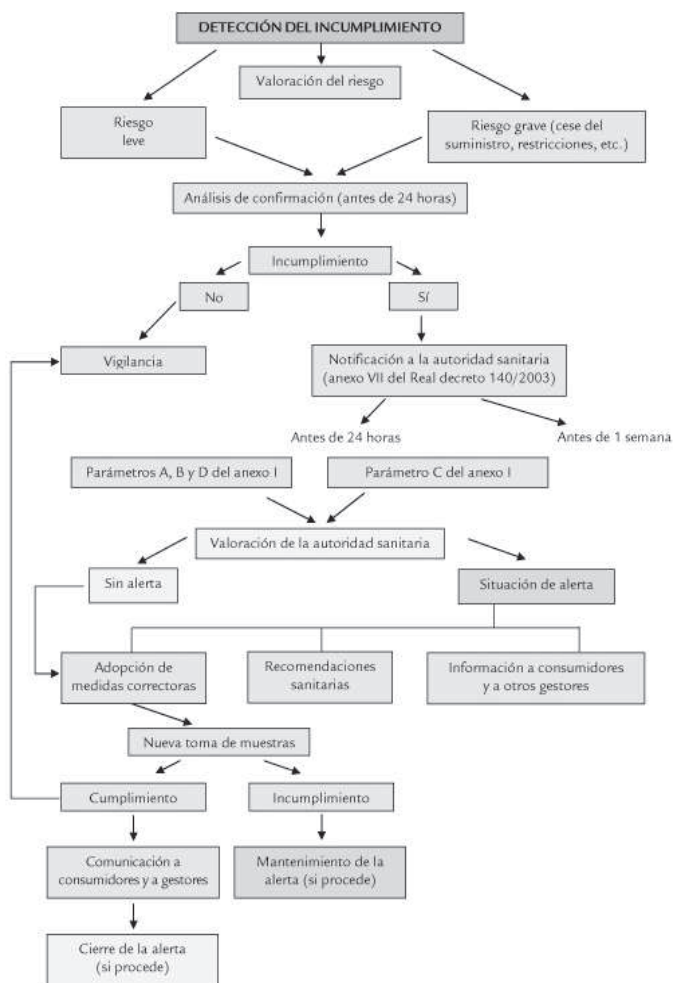 DETECCIÓN DEL INCUMPLIMIENTO
Valoración del riesgo
Riesgo
leve
Riesgo grave (cese del
suministro, restricciones, etc.)
Análisis de confirmación (antes de 24 horas)
Incumplimiento
No
Sí
Vigilancia
Notificación a la autoridad sanitaria
(anexo VII del Real decreto 140/2003)
Antes de 24 horas
Antes de 1 semana
Parámetros A, B y D del anexo I
Parámetro C del anexo I
Valoración de la autoridad sanitaria
Sin alerta
Situación de alerta
Adopción de
medidas correctoras
Recomendaciones
sanitarias
Información a consumidores
y a otros gestores
Nueva toma de muestras
Cumplimiento
Incumplimiento
Comunicación a
consumidores y a gestores
Mantenimiento de la
alerta (si procede)
Cierre de la alerta
(si procede)